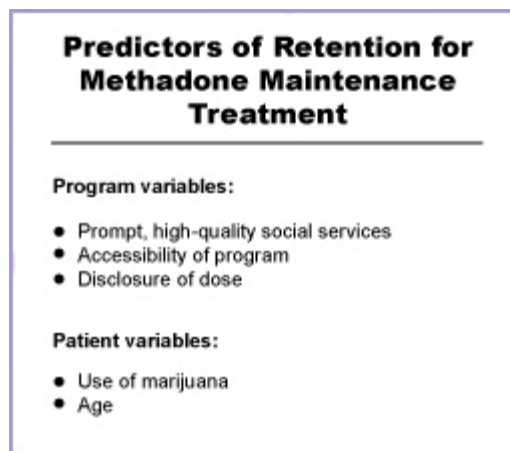 Predictors of Retention for
Methadone Maintenance
Treatment
Program variables:
● Prompt, high-quality social services
● Accessibility of program
● Disclosure of dose
Patient variables:
● Use of marijuana
● Age